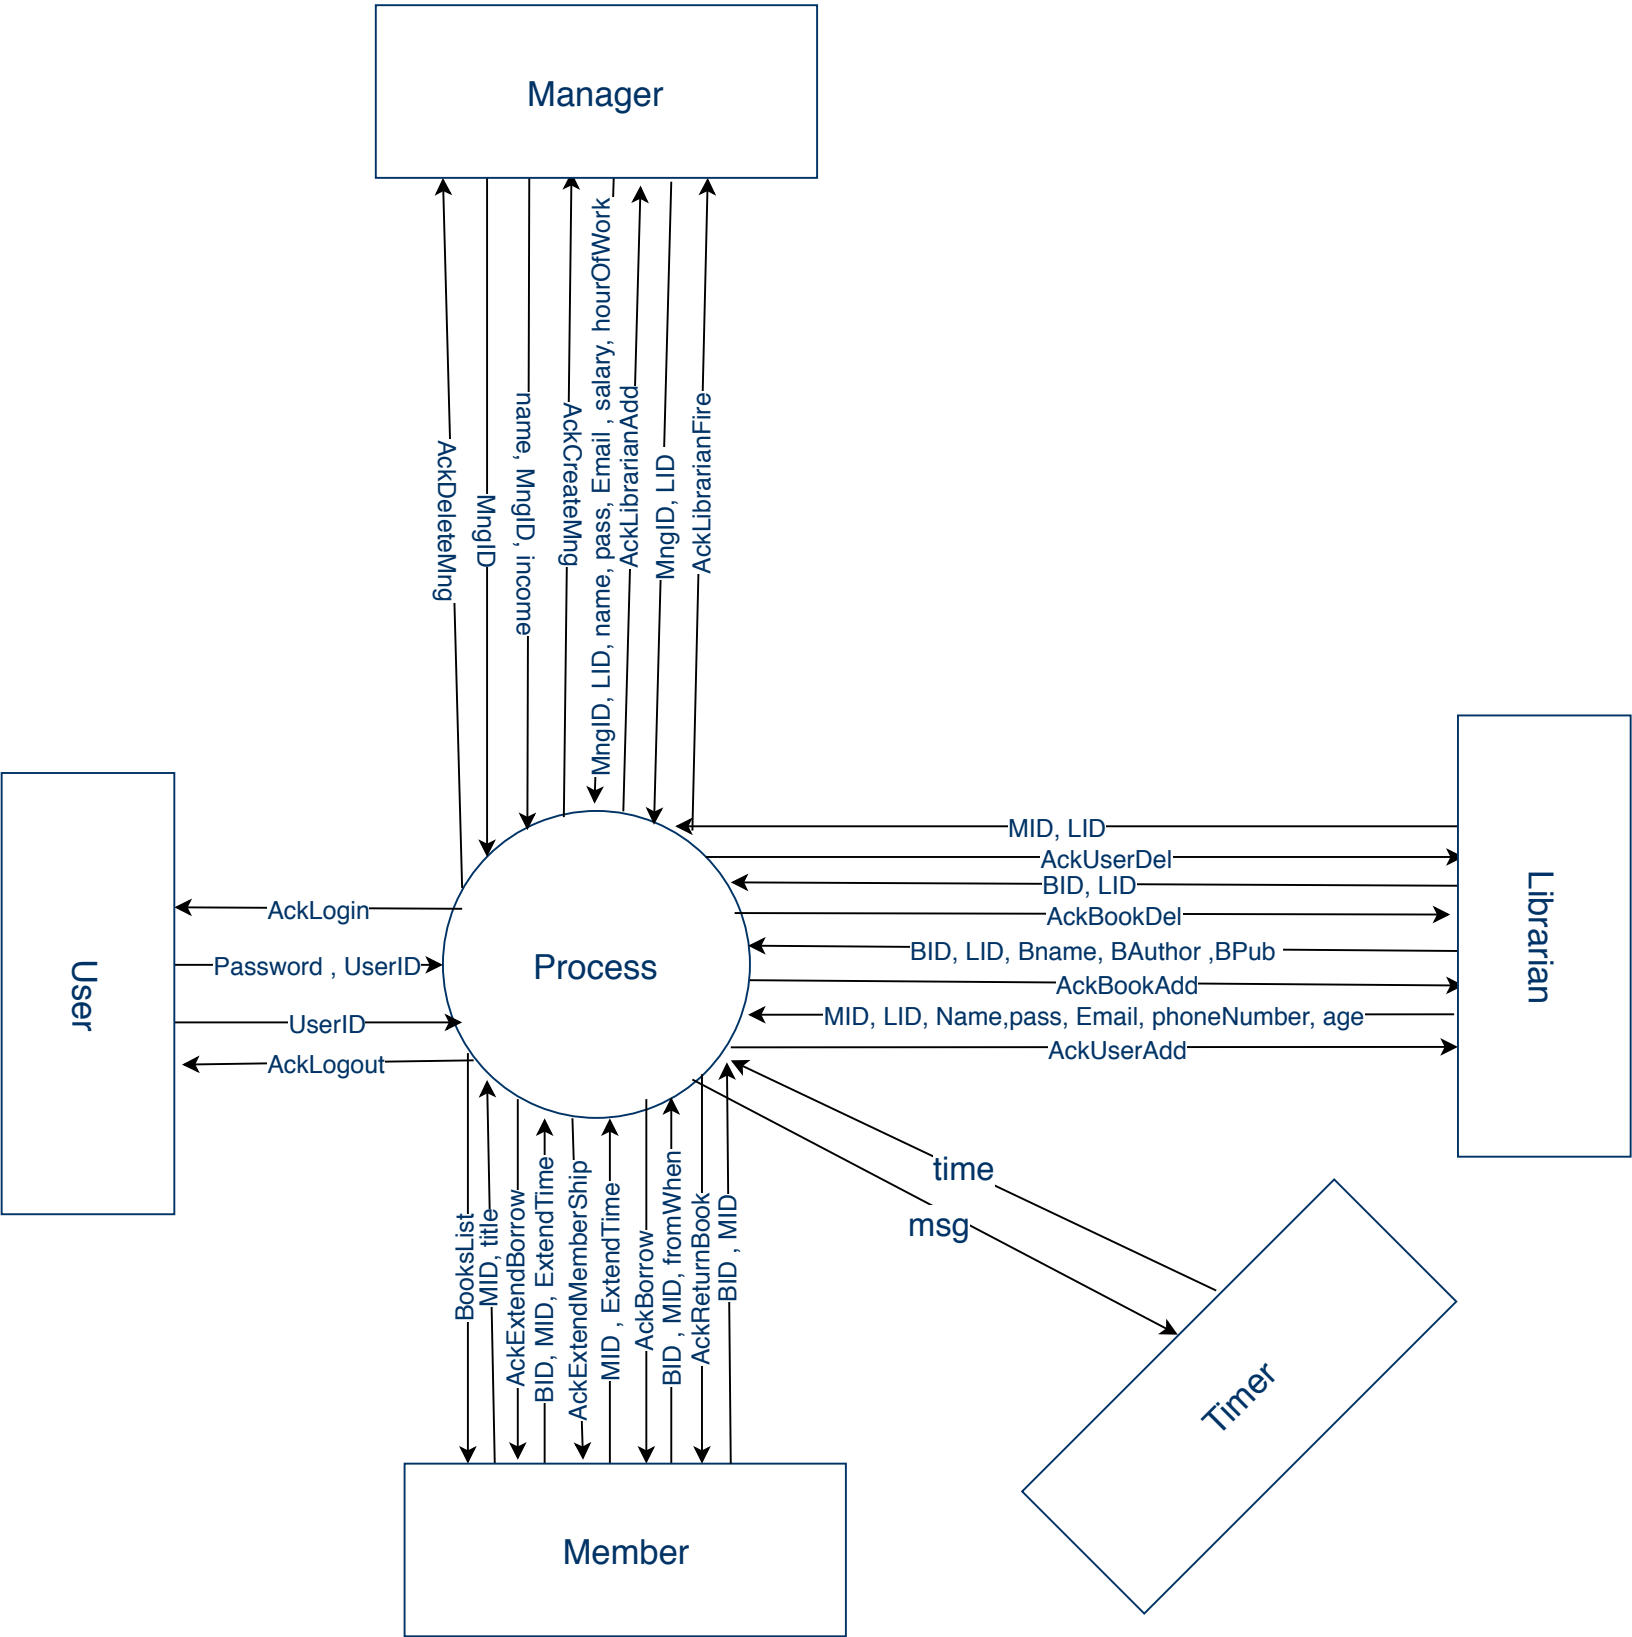 Manager
AckDeleteMng
MngID
name, MngID, income
AckCreateMng
MngID, LID, name, pass, Email , salary, hourOfWork
AckLibrarianAdd
MngID, LID
AckLibrarianFire
User
AckLogin
Password , UserID
UserID
AckLogout
Process
MID, LID
AckUserDel
BID, LID
AckBookDel
BID, LID, Bname, BAuthor ,BPub
AckBookAdd
MID, LID, Name,pass, Email, phoneNumber, age
AckUserAdd
Librarian
time
msg
Timer
BooksList
MID, title
AckExtendBorrow
BID, MID, ExtendTime
AckExtendMemberShip
MID , ExtendTime
AckBorrow
BID , MID, fromWhen
AckReturnBook
BID , MID
Member